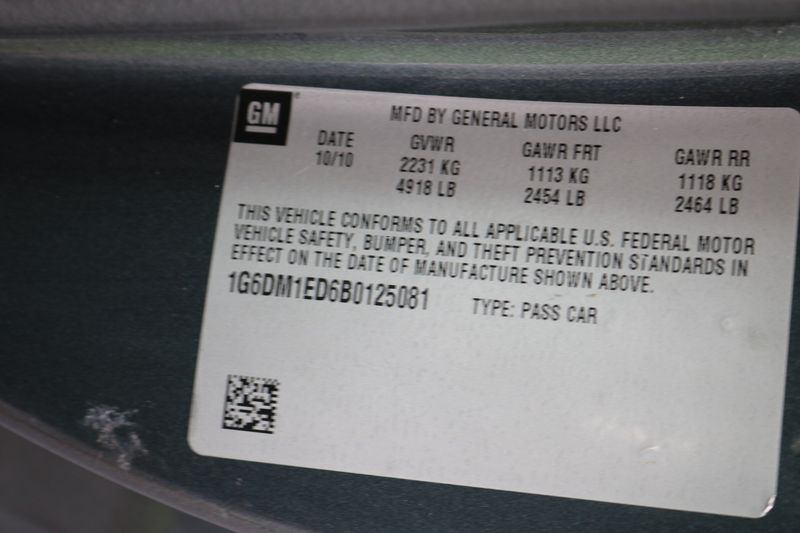 GM
MFD BY GENERAL MOTORS LLC
DATE GVWR GAWR FRT GAWR RR
10/10 2231 KG 1113 KG 1118 KG
4918 LB 2454 LB 2464 LB
THIS VEHICLE CONFORMS TO ALL APPLICABLE U.S. FEDERAL MOTOR
VEHICLE SAFETY, BUMPER, AND THEFT PREVENTION STANDARDS IN
EFFECT ON THE DATE OF MANUFACTURE SHOWN ABOVE.
1G6DM1ED6B0125081 TYPE: PASS CAR